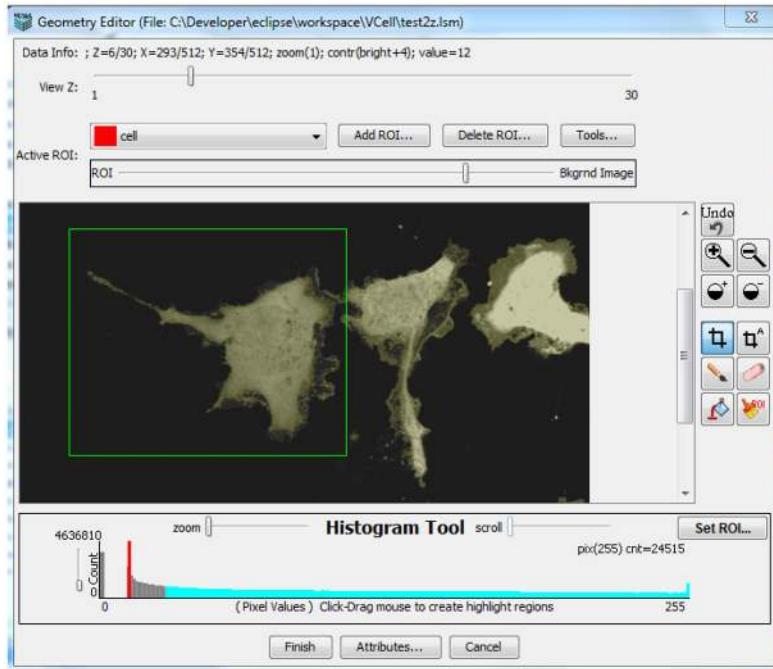 Geometry Editor (File: C:\Developer\eclipse\workspace\VCell\test2z.lsm)
Data Info: ; Z=6/30; X=293/512; Y=354/512; zoom(1); contr(bright+4); value=12
View Z:
1 30
cell Add ROI... Delete ROI... Tools...
Active ROI:
ROI Bkgrnd Image
Undo
A
ROI
zoom Histogram Tool scroll Set ROI...
4636810
pix(255) cnt=24515
0 Count
0 ( Pixel Values ) Click-Drag mouse to create highlight regions 255
Finish Attributes... Cancel